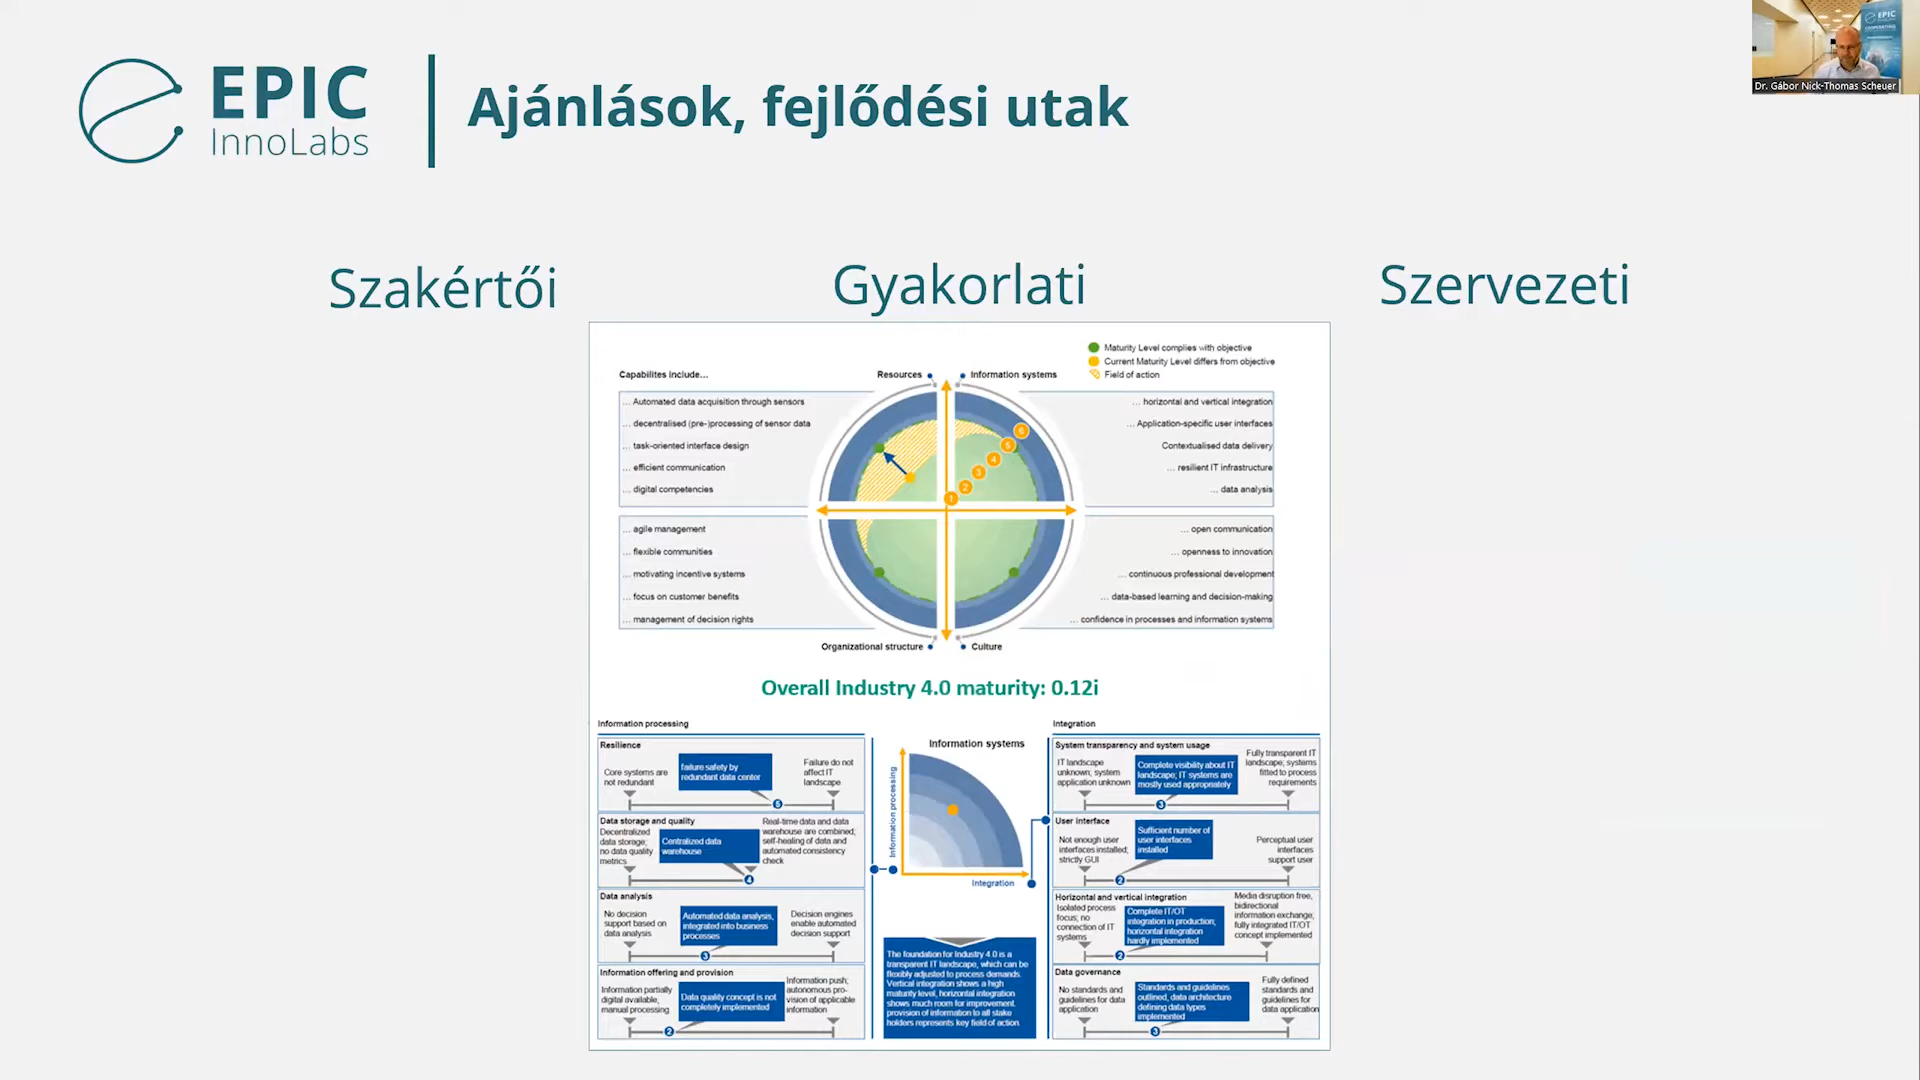 EPIC
InnoLabs
Ajánlások, fejlődési utak
Dr. Gábor Nick-Thomas Scheuer
EPIC
Szakértői
Gyakorlati
Szervezeti
Maturity Level complies with objective
Current Maturity Level differs from objective
Field of action
Capabilites include...
Resources
Information systems
... Automated data acquisition through sensors
... decentralised (pre-)processing of sensor data
... task-oriented interface design
... efficient communication
... digital competencies
... horizontal and vertical integration
... Application-specific user interfaces
Contextualised data delivery
... resilient IT infrastructure
... data analysis
1
2
3
4
5
6
... agile management
... flexible communities
... motivating incentive systems
... focus on customer benefits
... management of decision rights
... open communication
... openness to innovation
... continuous professional development
... data-based learning and decision-making
... confidence in processes and information systems
Organizational structure
Culture
Overall Industry 4.0 maturity: 0.12i
Information processing
Resilience
Core systems are
not redundant
failure safety by
redundant data center
Failure do not
affect IT
landscape
5
Data storage and quality
Decentralized
data storage;
no data quality
metrics
Centralized data
warehouse
Real-time data and data
warehouse are combined;
self-healing of data and
automated consistency
check
4
Data analysis
No decision
support based on
data analysis
Automated data analysis,
integrated into business
processes
Decision engines
enable automated
decision support
3
Information offering and provision
Information partially
digital available,
manual processing
Data quality concept is not
completely implemented
Information push;
autonomous pro-
vision of applicable
information
2
Information systems
Information processing
Integration
The foundation for Industry 4.0 is a
transparent IT landscape, which can be
flexibly adjusted to process demands.
Vertical integration shows a high
maturity level, horizontal integration
shows much room for improvement.
provision of information to all stake
holders represents key field of action
Integration
System transparency and system usage
IT landscape
unknown; system
application unknown
Complete visibility about IT
landscape; IT systems are
mostly used appropriately
Fully transparent IT
landscape; systems
fitted to process
requirements
3
User interface
Not enough user
interfaces installed;
strictly GUI
Sufficient number of
user interfaces
installed
Perceptual user
interfaces
support user
2
Horizontal and vertical integration
Isolated process
focus; no
connection of IT
systems
Complete IT/OT
integration in production;
horizontal integration
hardly implemented
Media disruption free,
bidirectional
information exchange;
fully integrated IT/OT
concept implemented
2
Data governance
No standards and
guidelines for data
application
Standards and guidelines
outlined, data architecture
defining data types
implemented
Fully defined
standards and
guidelines for
data application
3